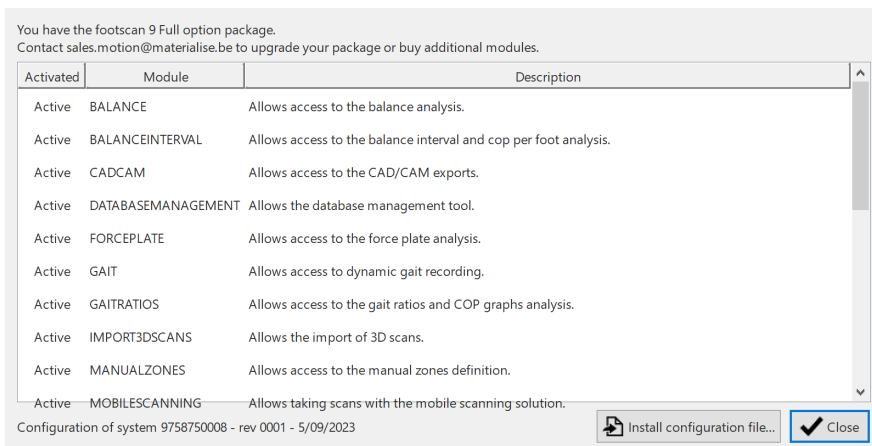 You have the footscan 9 Full option package.
Contact sales.motion@materialise.be to upgrade your package or buy additional modules.
Activated Module Description
Active BALANCE Allows access to the balance analysis.
Active BALANCEINTERVAL Allows access to the balance interval and cop per foot analysis.
Active CADCAM Allows access to the CAD/CAM exports.
Active DATABASEMANAGEMENT Allows the database management tool.
Active FORCEPLATE Allows access to the force plate analysis.
Active GAIT Allows access to dynamic gait recording.
Active GAITRATIOS Allows access to the gait ratios and COP graphs analysis.
Active IMPORT3DSCANS Allows the import of 3D scans.
Active MANUALZONES Allows access to the manual zones definition.
Active MOBILESCANNING Allows taking scans with the mobile scanning solution.
Configuration of system 9758750008 - rev 0001 - 5/09/2023 Install configuration file... Close